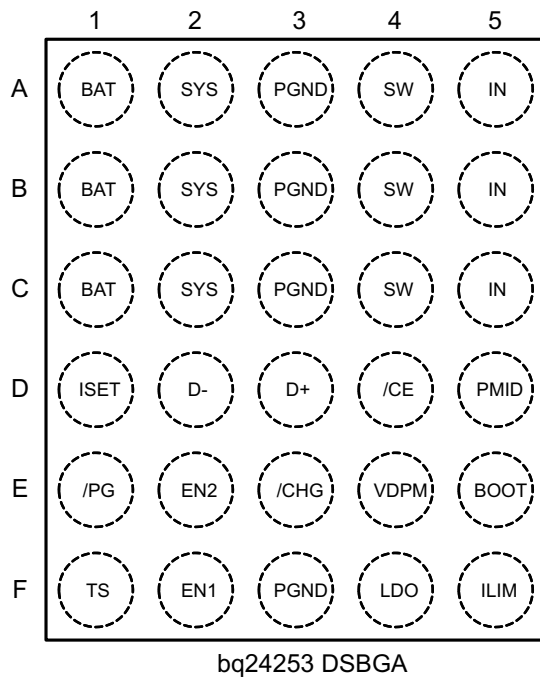 1 2 3 4 5
A BAT SYS PGND SW IN
B BAT SYS PGND SW IN
C BAT SYS PGND SW IN
D ISET D- D+ /CE PMID
E /PG EN2 /CHG VDPM BOOT
F TS EN1 PGND LDO ILIM
bq24253 DSBGA